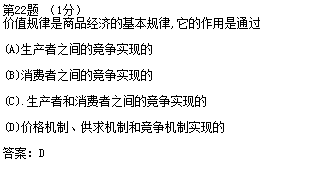 第22题 （1分）
价值规律是商品经济的基本规律,它的作用是通过
(A)生产者之间的竞争实现的
(B)消费者之间的竞争实现的
(C).生产者和消费者之间的竞争实现的
(D)价格机制、供求机制和竞争机制实现的
答案: D